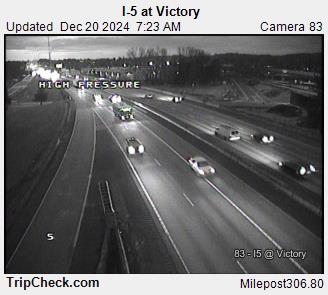 I-5 at Victory
Updated Dec 20 2024 7:23 AM Camera 83
HIGH PRESSURE
S
83 - I5 @ Victory
TripCheck.com Milepost306.80